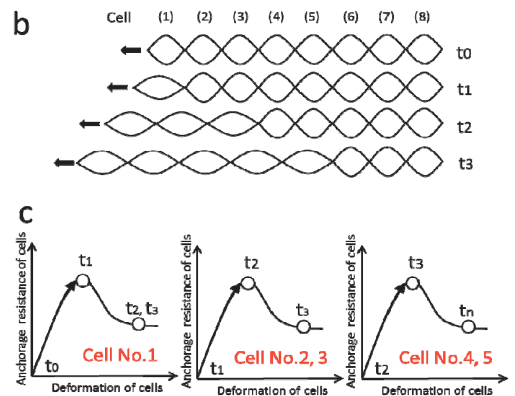 b
Cell (1) (2) (3) (4) (5) (6) (7) (8)
t0
t1
t2
t3
c
Anchorage resistance of cells
t1
t2, t3
Cell No.1
t0
Deformation of cells
Anchorage resistance of cells
t2
t3
Cell No.2, 3
t1
Deformation of cells
Anchorage resistance of cells
t3
tn
Cell No.4, 5
t2
Deformation of cells